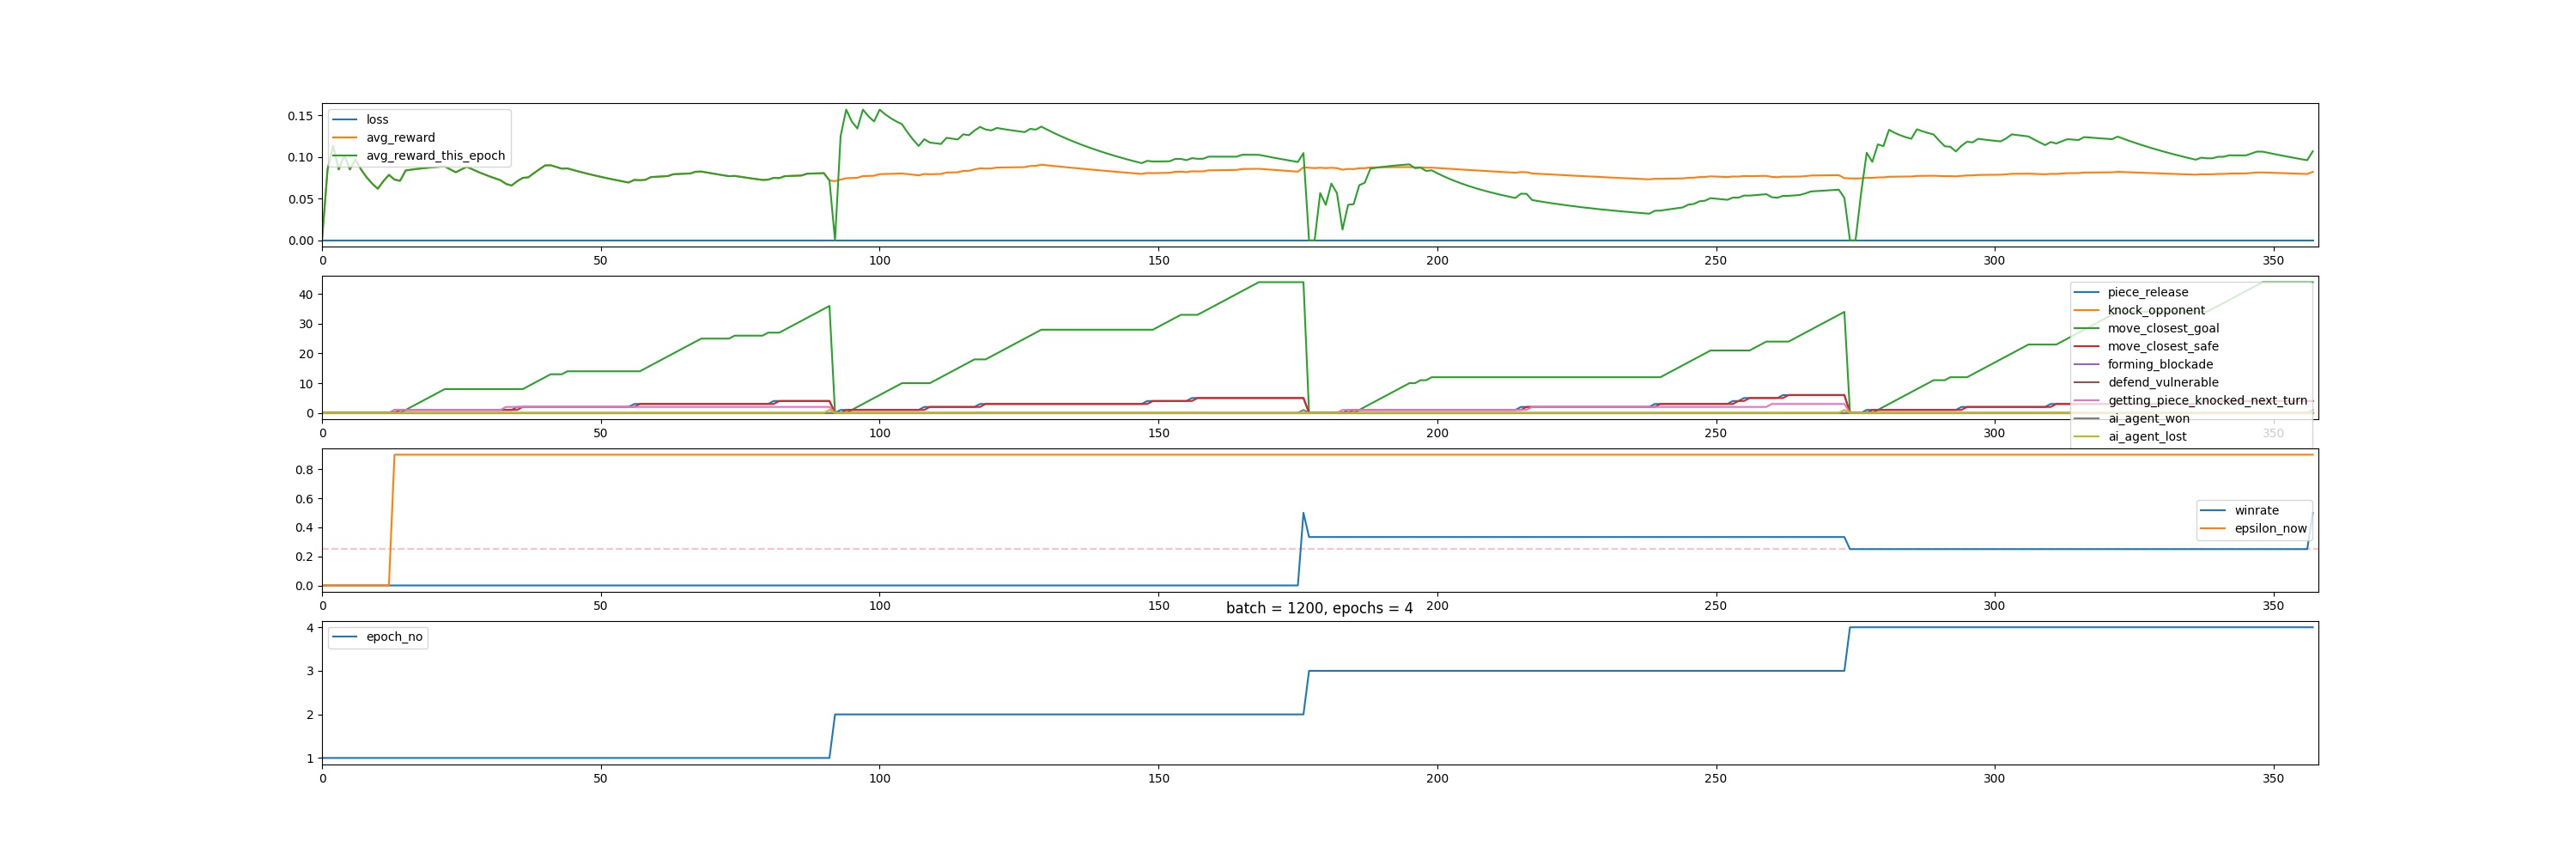 0.15
0.10
0.05
0.00
loss
avg_reward
avg_reward_this_epoch
0 50 100 150 200 250 300 350
40
30
20
10
0
piece_release
knock_opponent
move_closest_goal
move_closest_safe
forming_blockade
defend_vulnerable
getting_piece_knocked_next_turn
ai_agent_won
ai_agent_lost
0 50 100 150 200 250 300 350
0.8
0.6
0.4
0.2
0.0
winrate
epsilon_now
0 50 100 150 200 250 300 350
batch = 1200, epochs = 4
4
3
2
1
epoch_no
0 50 100 150 200 250 300 350